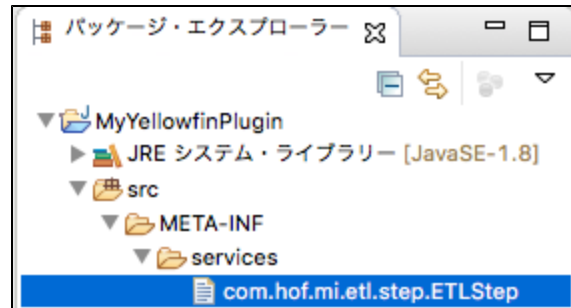 パッケージ・エクスプローラー
MyYellowfinPlugin
JRE システム・ライブラリー [JavaSE-1.8]
src
META-INF
services
com.hof.mi.etl.step.ETLStep